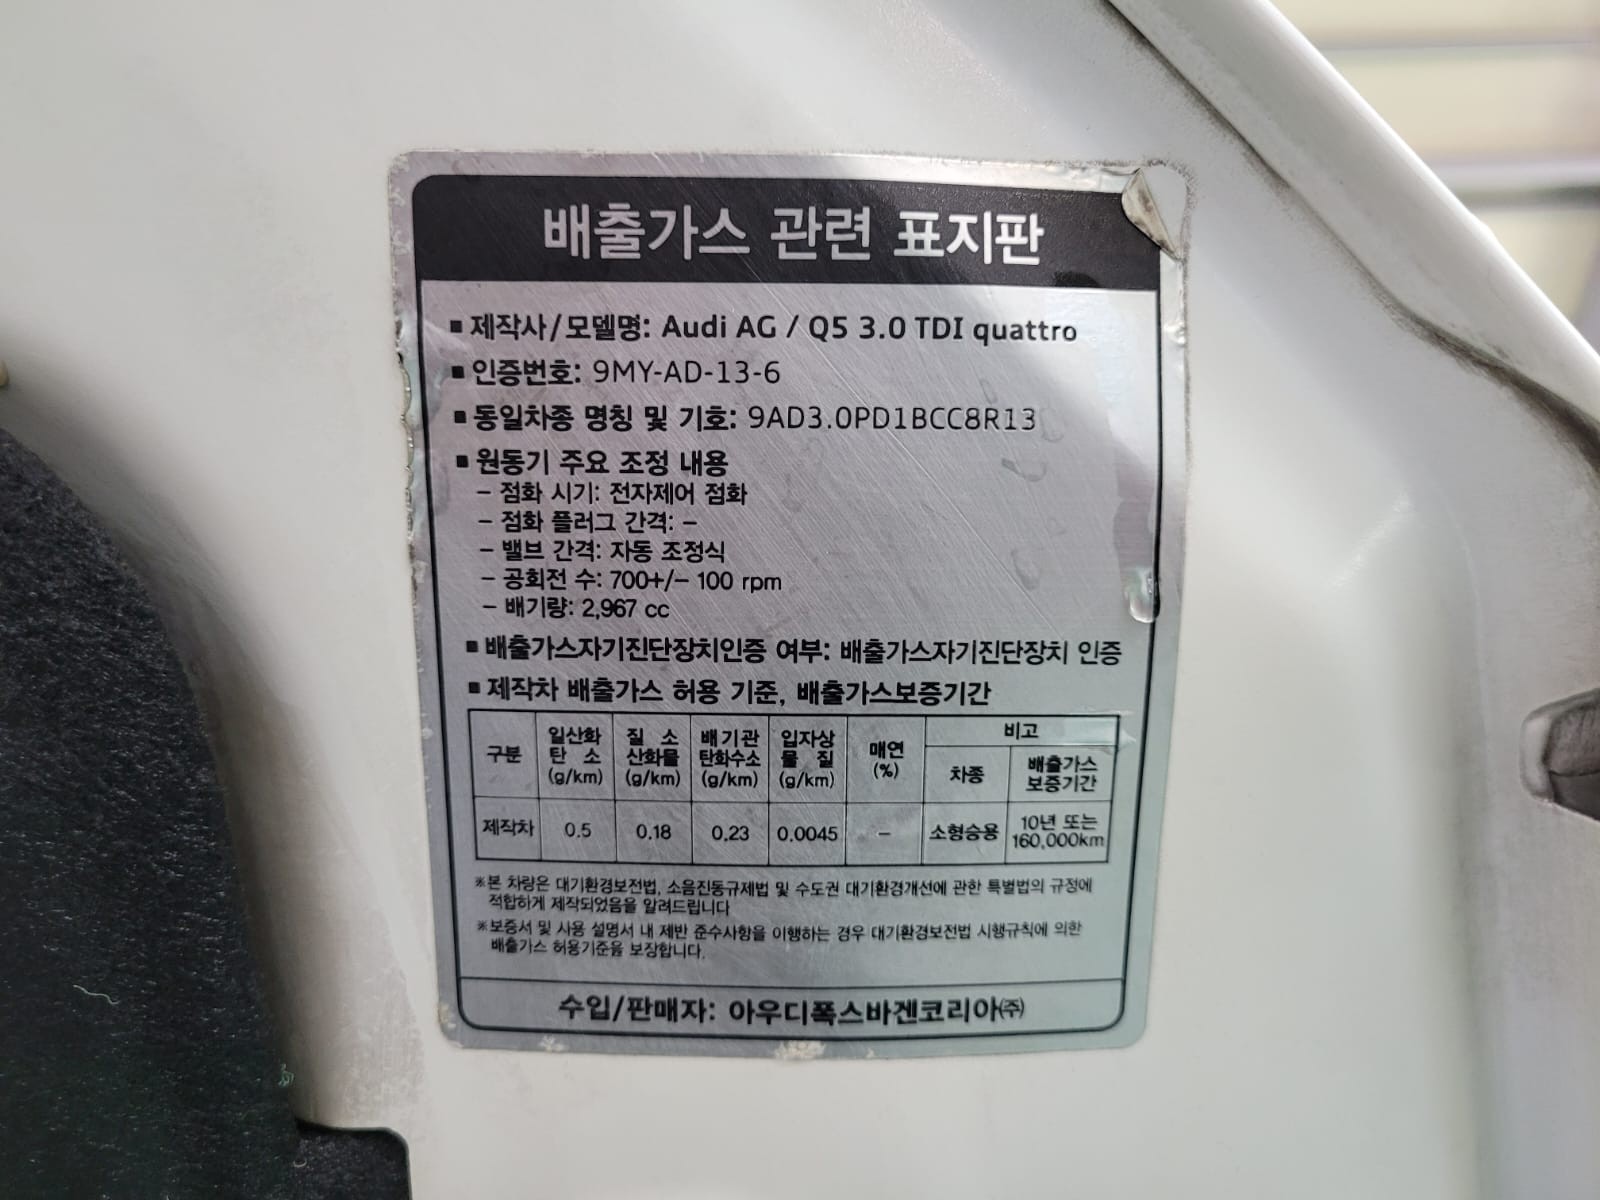 배출가스 관련 표지판
■ 제작사/모델명: Audi AG / Q5 3.0 TDI quattro
■ 인증번호: 9MY-AD-13-6
■ 동일차종 명칭 및 기호: 9AD3.0PD1BCC8R13
■ 원동기 주요 조정 내용
– 점화 시기: 전자제어 점화
– 점화 플러그 간격: –
– 밸브 간격: 자동 조정식
– 공회전 수: 700+/– 100 rpm
– 배기량: 2,967 cc
■ 배출가스자기진단장치인증 여부: 배출가스자기진단장치 인증
■ 제작차 배출가스 허용 기준, 배출가스보증기간
구분 일산화탄소 (g/km) 질소산화물 (g/km) 배기관탄화수소 (g/km) 입자상물질 (g/km) 매연 (%) 비고
차종 배출가스보증기간
제작차 0.5 0.18 0.23 0.0045 – 소형승용 10년 또는 160,000km
※본 차량은 대기환경보전법, 소음진동규제법 및 수도권 대기환경개선에 관한 특별법의 규정에
적합하게 제작되었음을 알려드립니다
※보증서 및 사용 설명서 내 제반 준수사항을 이행하는 경우 대기환경보전법 시행규칙에 의한
배출가스 허용기준을 보장합니다.
수입/판매자: 아우디폭스바겐코리아㈜